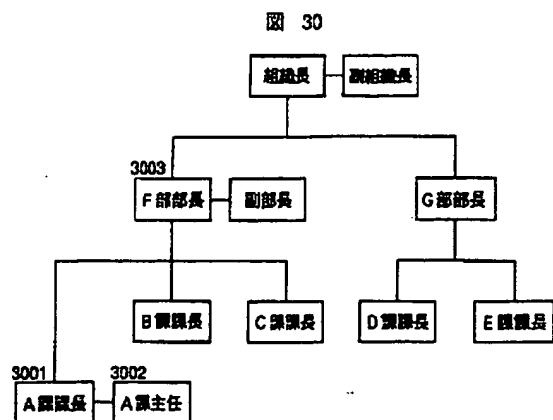 図 30
組織長
副組織長
3003
F部部長
副部長
G部部長
B課課長
C課課長
D課課長
E課課長
3001
3002
A課課長
A課主任